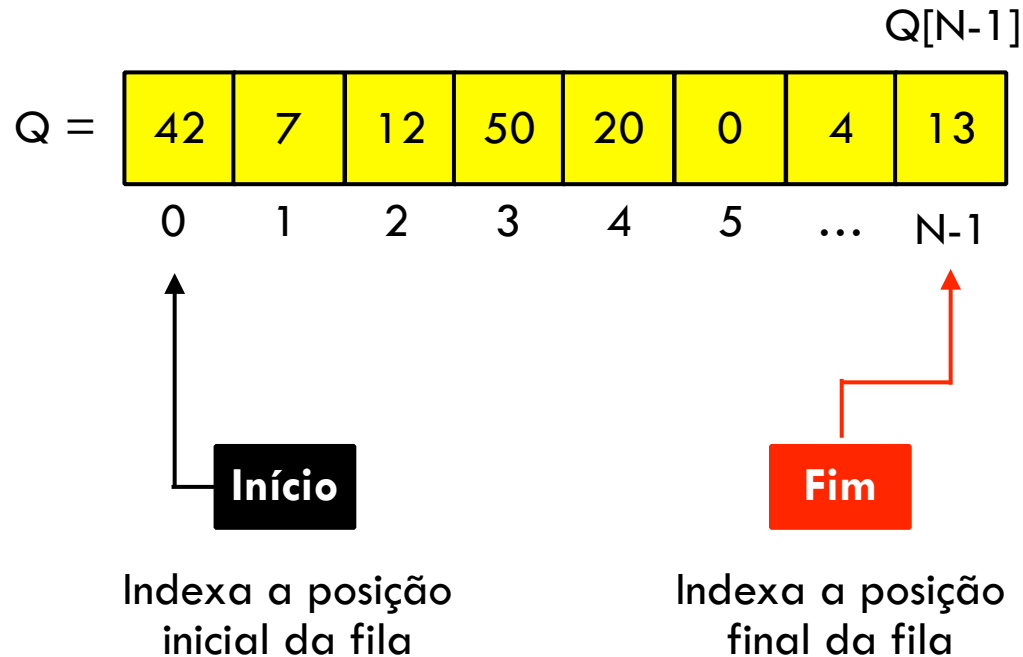 Q[N-1]
Q = 42 7 12 50 20 0 4 13
0 1 2 3 4 5 ... N-1
Início Fim
Indexa a posição Indexa a posição
inicial da fila final da fila